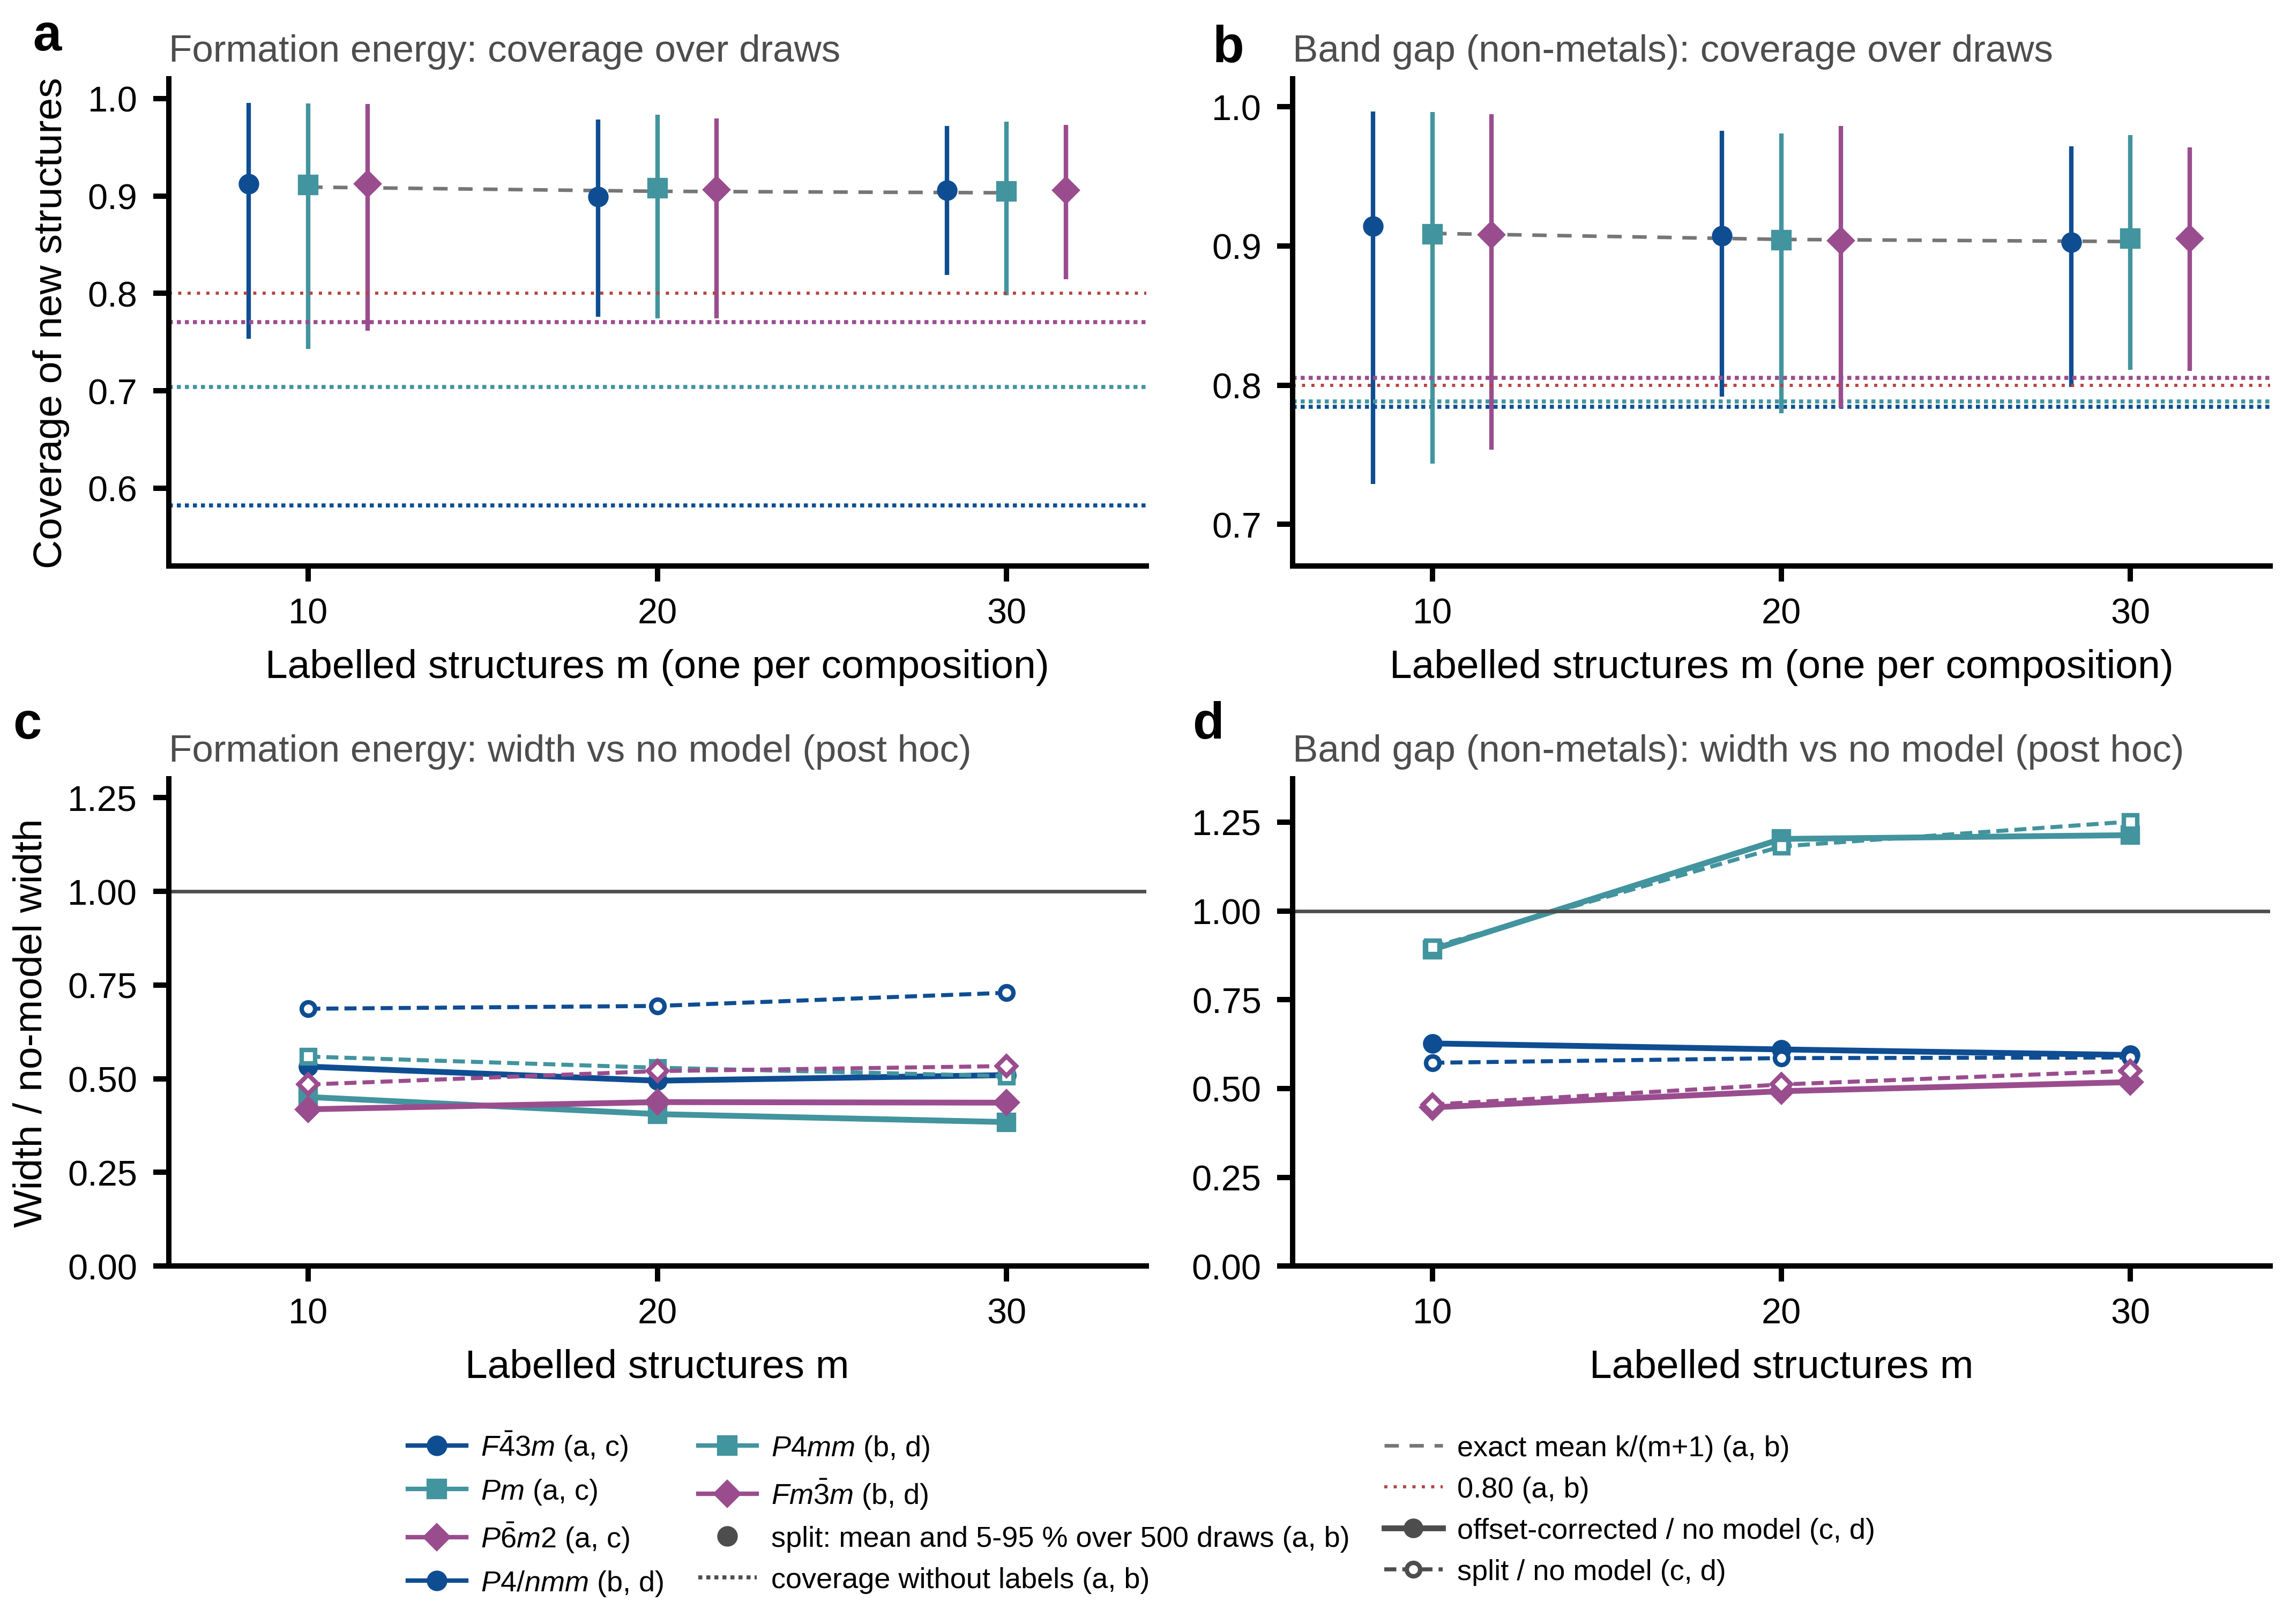 a
Formation energy: coverage over draws
Coverage of new structures
1.0
0.9
0.8
0.7
0.6
10
20
30
Labelled structures m (one per composition)
b
Band gap (non-metals): coverage over draws
1.0
0.9
0.8
0.7
10
20
30
Labelled structures m (one per composition)
c
Formation energy: width vs no model (post hoc)
Width / no-model width
1.25
1.00
0.75
0.50
0.25
0.00
10
20
30
Labelled structures m
d
Band gap (non-metals): width vs no model (post hoc)
1.25
1.00
0.75
0.50
0.25
0.00
10
20
30
Labelled structures m
F4̄3m (a, c)
Pm (a, c)
P6̄m2 (a, c)
P4/nmm (b, d)
P4mm (b, d)
Fm3̄m (b, d)
split: mean and 5-95 % over 500 draws (a, b)
coverage without labels (a, b)
exact mean k/(m+1) (a, b)
0.80 (a, b)
offset-corrected / no model (c, d)
split / no model (c, d)